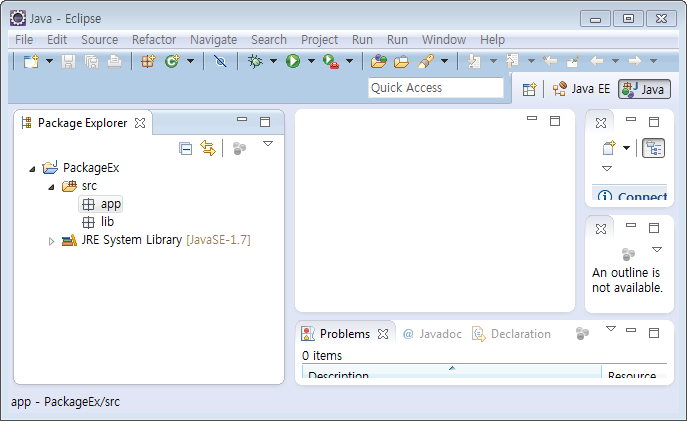 Java - Eclipse
File Edit Source Refactor Navigate Search Project Run Run Window Help
Quick Access
Java EE
Java
Package Explorer
PackageEx
src
app
lib
JRE System Library [JavaSE-1.7]
Connect
An outline is
not available.
Problems
@ Javadoc
Declaration
0 items
Description
Resource
app - PackageEx/src